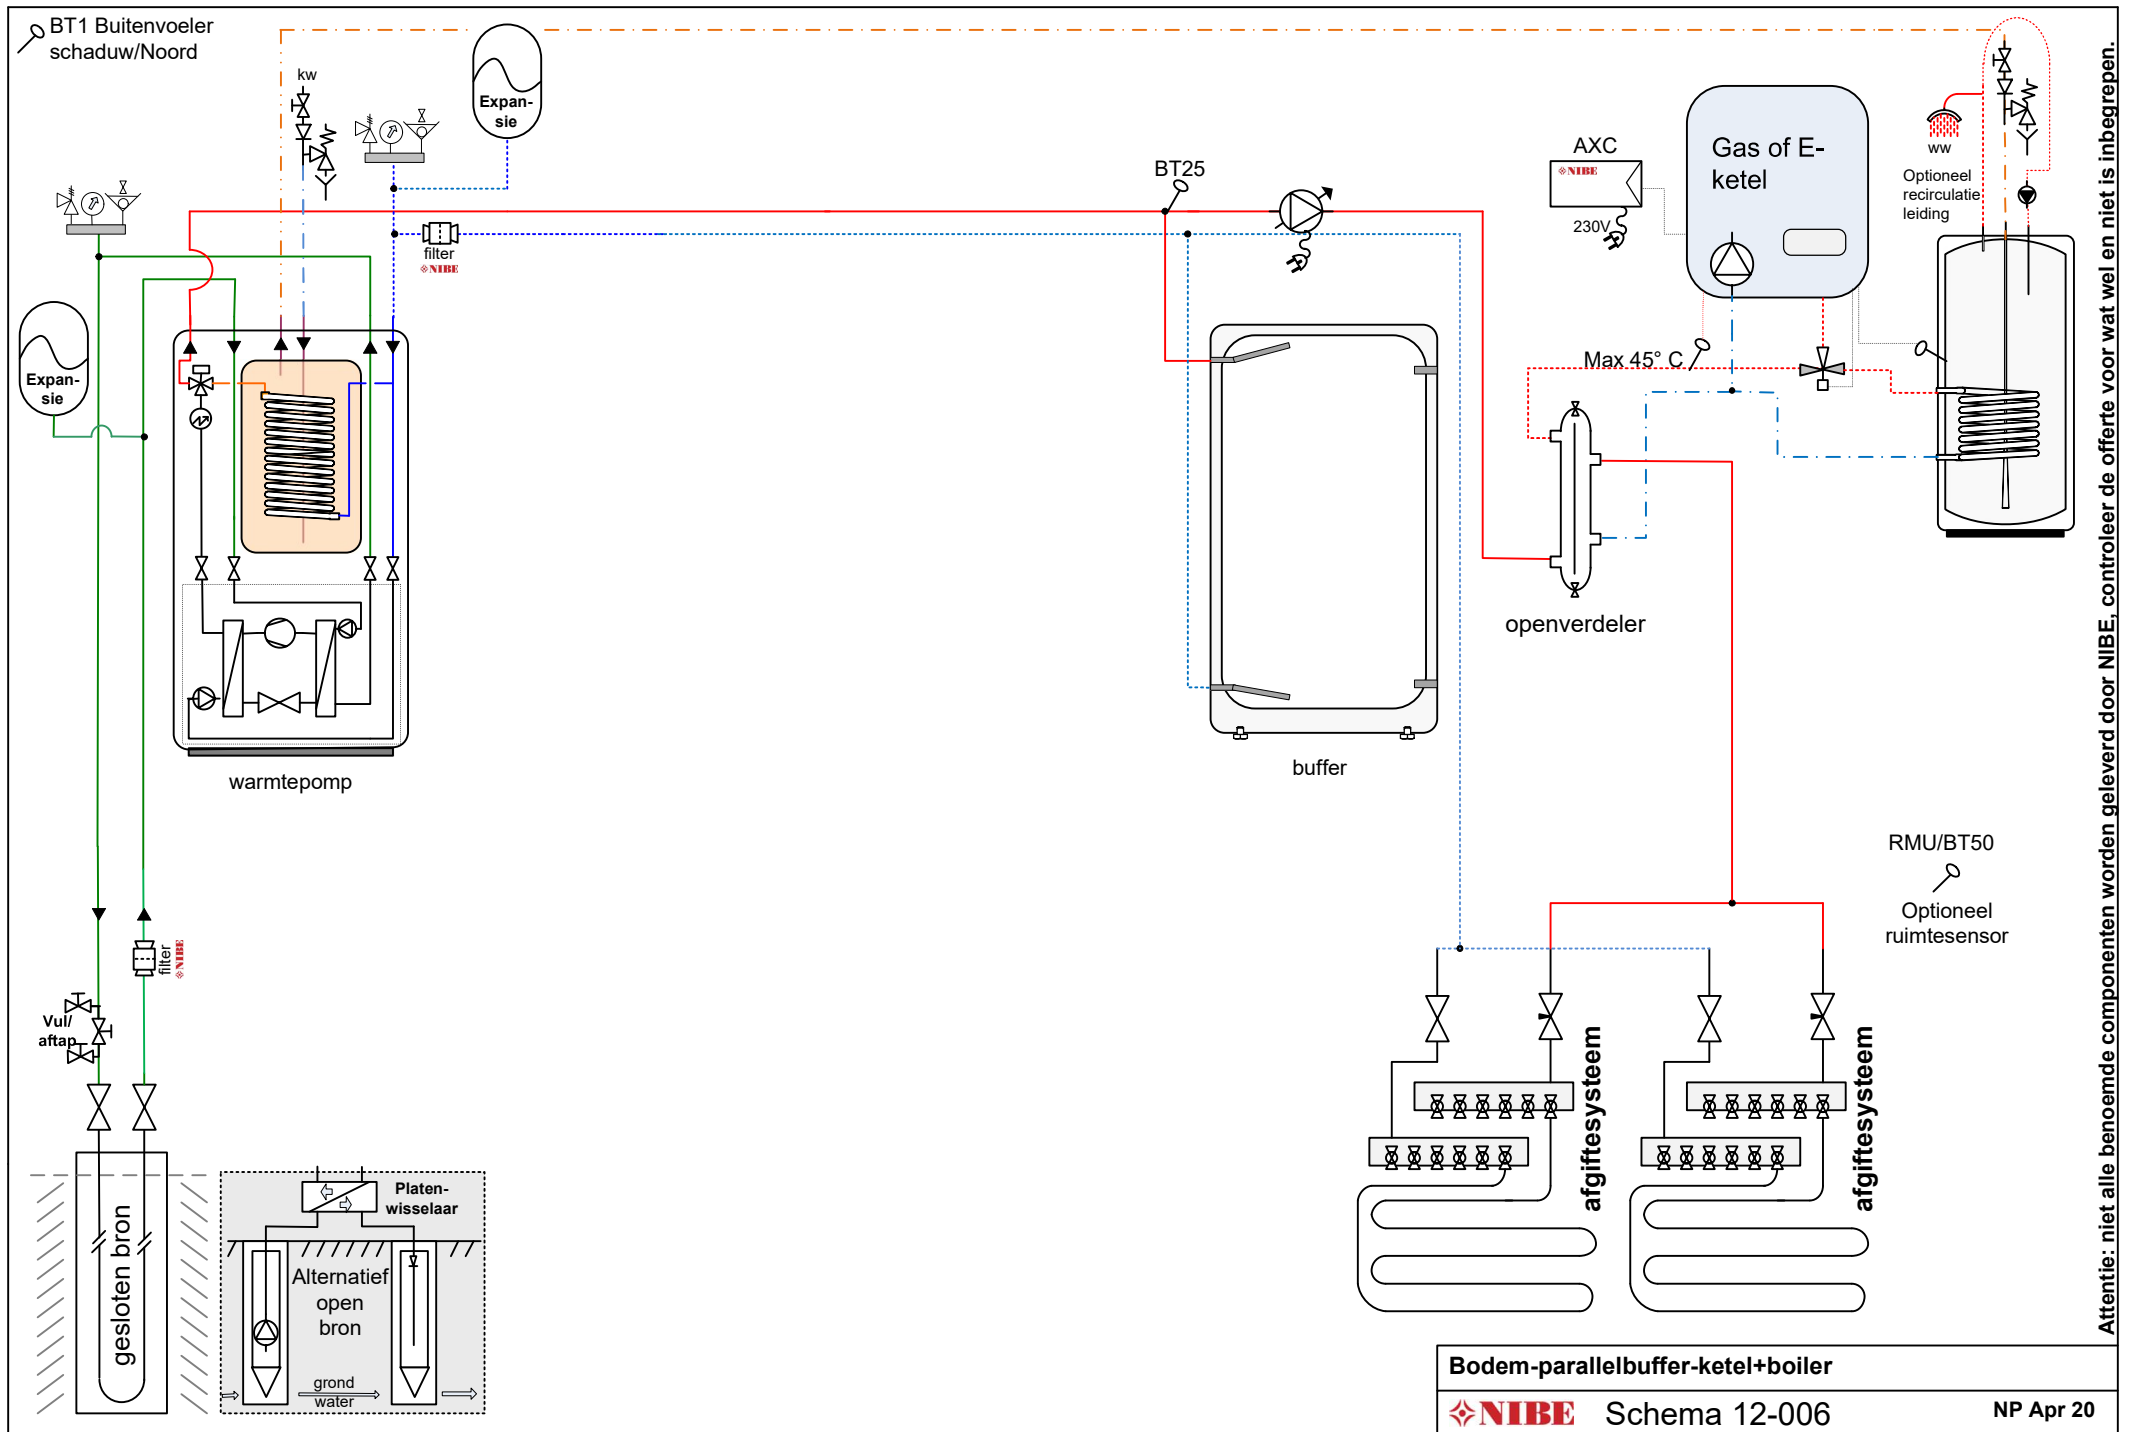 BT1 Buitenvoeler
schaduw/Noord
kw
Expan-
sie
filter
NIBE
Expan-
sie
warmtepomp
BT25
buffer
AXC
NIBE
230V
Gas of E-
ketel
Max 45° C
openverdeler
ww
Optioneel
recirculatie
leiding
RMU/BT50
Optioneel
ruimtesensor
filter
NIBE
Vul/
aftap
gesloten bron
Platen-
wisselaar
Alternatief
open
bron
grond
water
afgiftesysteem
afgiftesysteem
Attentie: niet alle benoemde componenten worden geleverd door NIBE, controleer de offerte voor wat wel en niet is inbegrepen.
Bodem-parallelbuffer-ketel+boiler
NIBE Schema 12-006 NP Apr 20